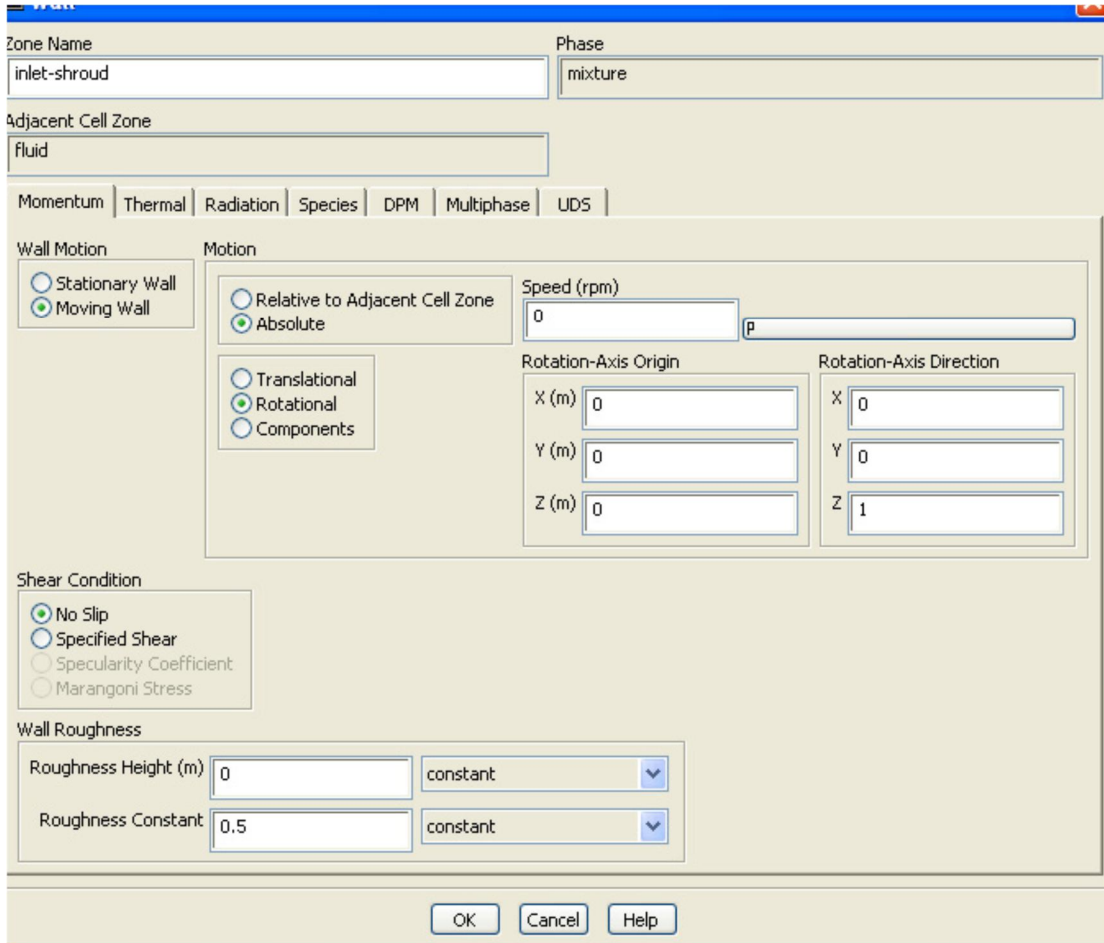 Wall
Zone Name
Phase
inlet-shroud
mixture
Adjacent Cell Zone
fluid
Momentum Thermal Radiation Species DPM Multiphase UDS
Wall Motion
Motion
Stationary Wall
Moving Wall
Relative to Adjacent Cell Zone
Absolute
Speed (rpm)
0
P
Translational
Rotational
Components
Rotation-Axis Origin
X (m) 0
Y (m) 0
Z (m) 0
Rotation-Axis Direction
X 0
Y 0
Z 1
Shear Condition
No Slip
Specified Shear
Specularity Coefficient
Marangoni Stress
Wall Roughness
Roughness Height (m) 0 constant
Roughness Constant 0.5 constant
OK Cancel Help